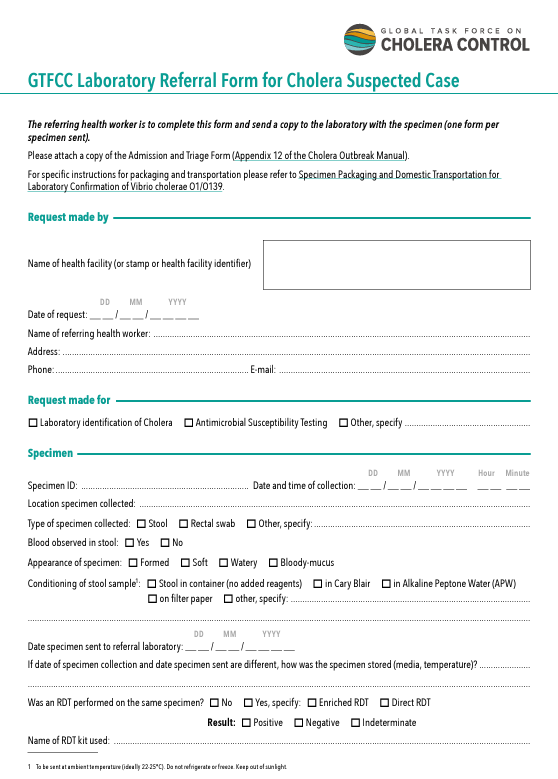 GLOBAL TASK FORCE ON
CHOLERA CONTROL
GTFCC Laboratory Referral Form for Cholera Suspected Case
The referring health worker is to complete this form and send a copy to the laboratory with the specimen (one form per
specimen sent).
Please attach a copy of the Admission and Triage Form (Appendix 12 of the Cholera Outbreak Manual).
For specific instructions for packaging and transportation please refer to Specimen Packaging and Domestic Transportation for
Laboratory Confirmation of Vibrio cholerae O1/O139.
Request made by
Name of health facility (or stamp or health facility identifier)
DD MM YYYY
Date of request: __ __ / __ __ / __ __ __ __
Name of referring health worker:
Address:
Phone: E-mail:
Request made for
☐ Laboratory identification of Cholera ☐ Antimicrobial Susceptibility Testing ☐ Other, specify
Specimen
DD MM YYYY Hour Minute
Specimen ID: Date and time of collection: __ __ / __ __ / __ __ __ __ __ __ __ __
Location specimen collected:
Type of specimen collected: ☐ Stool ☐ Rectal swab ☐ Other, specify:
Blood observed in stool: ☐ Yes ☐ No
Appearance of specimen: ☐ Formed ☐ Soft ☐ Watery ☐ Bloody-mucus
Conditioning of stool sample¹: ☐ Stool in container (no added reagents) ☐ in Cary Blair ☐ in Alkaline Peptone Water (APW)
☐ on filter paper ☐ other, specify:
DD MM YYYY
Date specimen sent to referral laboratory: __ __ / __ __ / __ __ __ __
If date of specimen collection and date specimen sent are different, how was the specimen stored (media, temperature)?
Was an RDT performed on the same specimen? ☐ No ☐ Yes, specify: ☐ Enriched RDT ☐ Direct RDT
Result: ☐ Positive ☐ Negative ☐ Indeterminate
Name of RDT kit used:
1 To be sent at ambient temperature (ideally 22-25°C). Do not refrigerate or freeze. Keep out of sunlight.